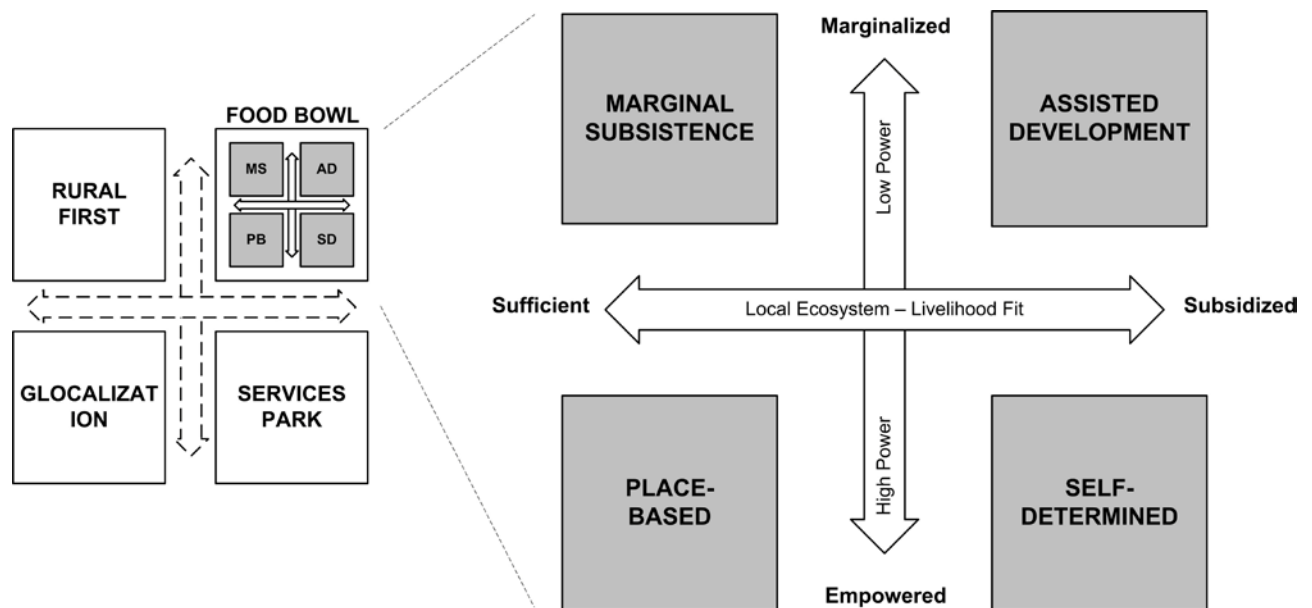 FOOD BOWL
RURAL
FIRST
MS
AD
PB
SD
GLOCALIZAT
ION
SERVICES
PARK
Marginalized
MARGINAL
SUBSISTENCE
ASSISTED
DEVELOPMENT
Low Power
Sufficient
Local Ecosystem – Livelihood Fit
Subsidized
High Power
PLACE-
BASED
SELF-
DETERMINED
Empowered